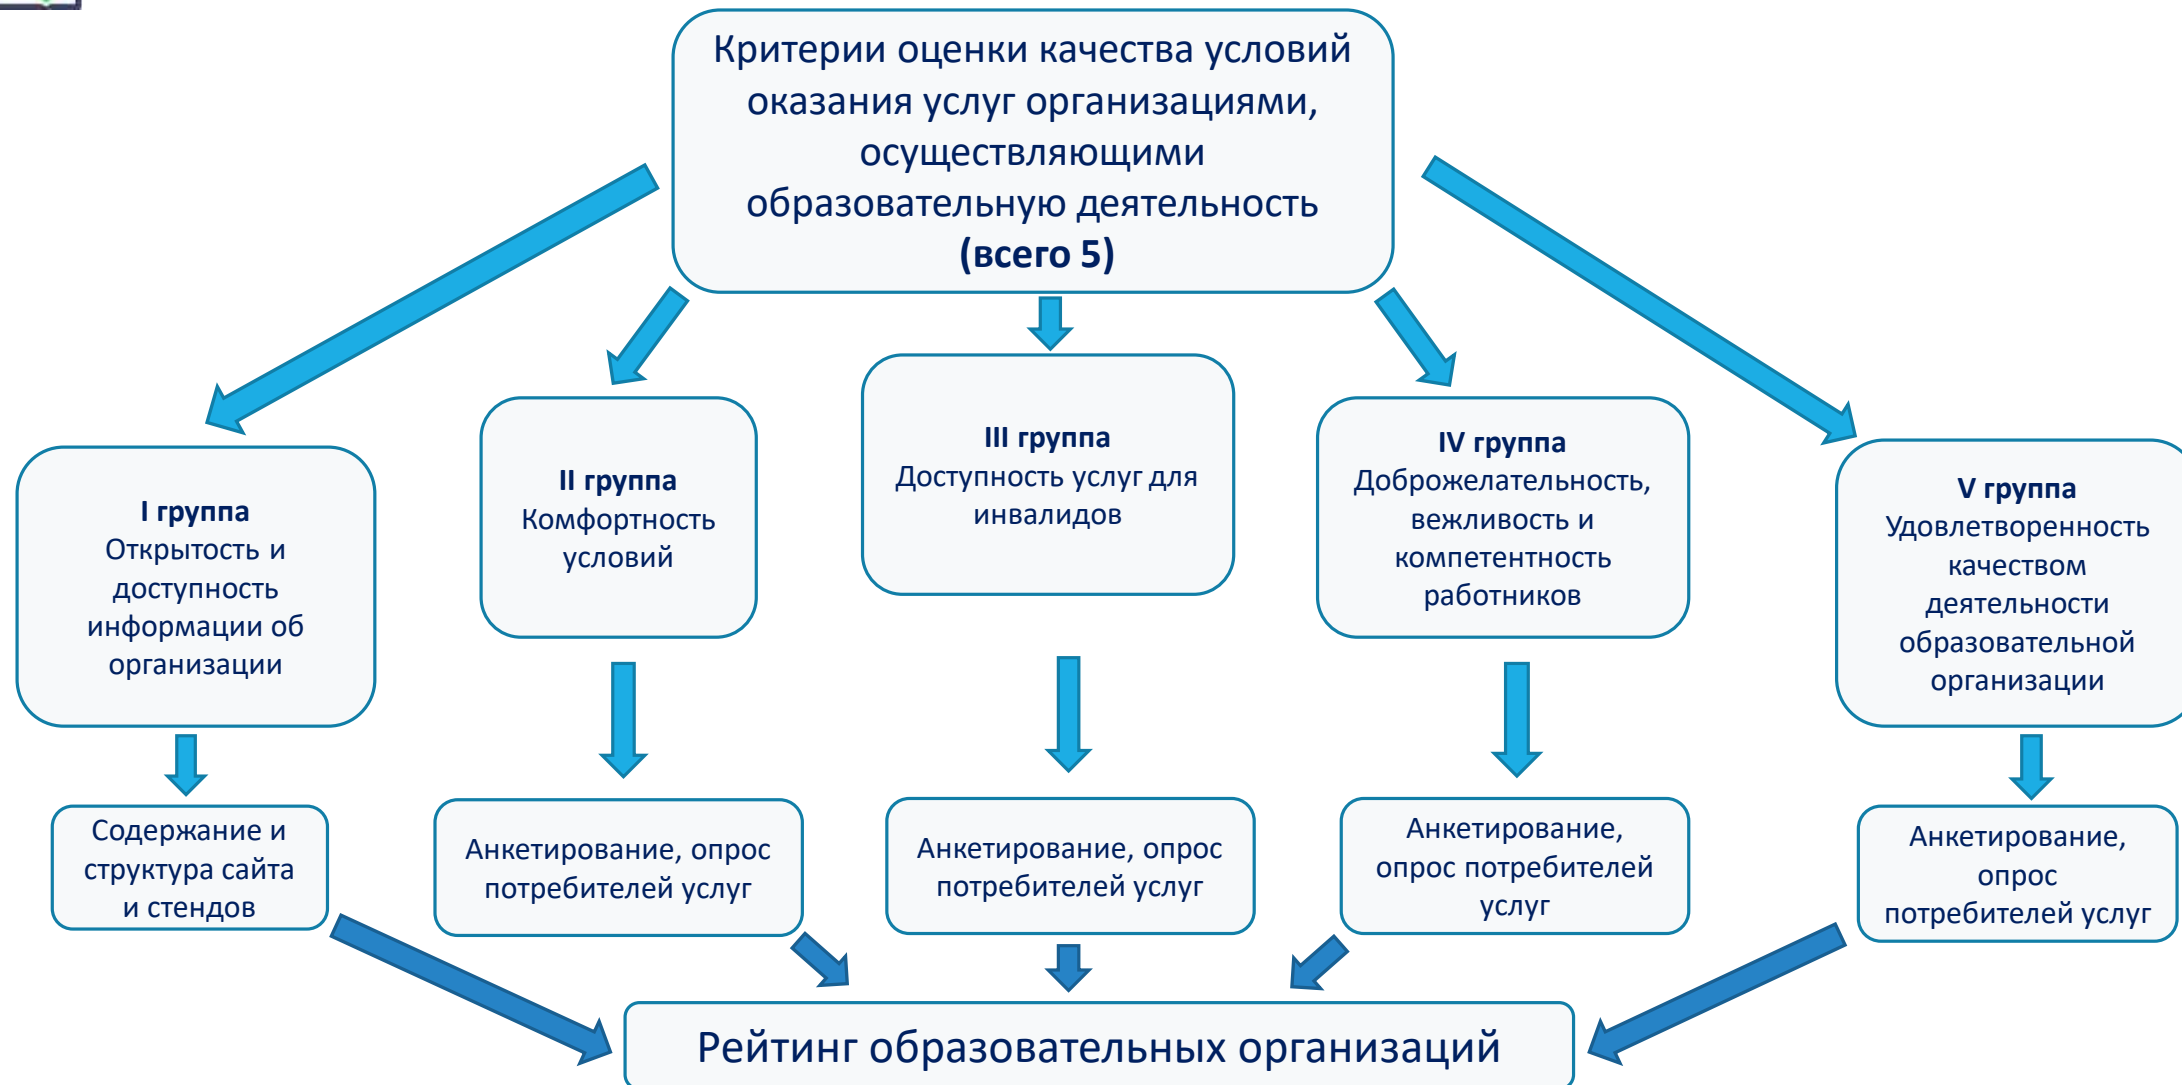 Критерии оценки качества условий
оказания услуг организациями,
осуществляющими
образовательную деятельность
(всего 5)
I группа
Открытость и
доступность
информации об
организации
II группа
Комфортность
условий
III группа
Доступность услуг для
инвалидов
IV группа
Доброжелательность,
вежливость и
компетентность
работников
V группа
Удовлетворенность
качеством
деятельности
образовательной
организации
Содержание и
структура сайта
и стендов
Анкетирование, опрос
потребителей услуг
Анкетирование, опрос
потребителей услуг
Анкетирование,
опрос потребителей
услуг
Анкетирование,
опрос
потребителей услуг
Рейтинг образовательных организаций